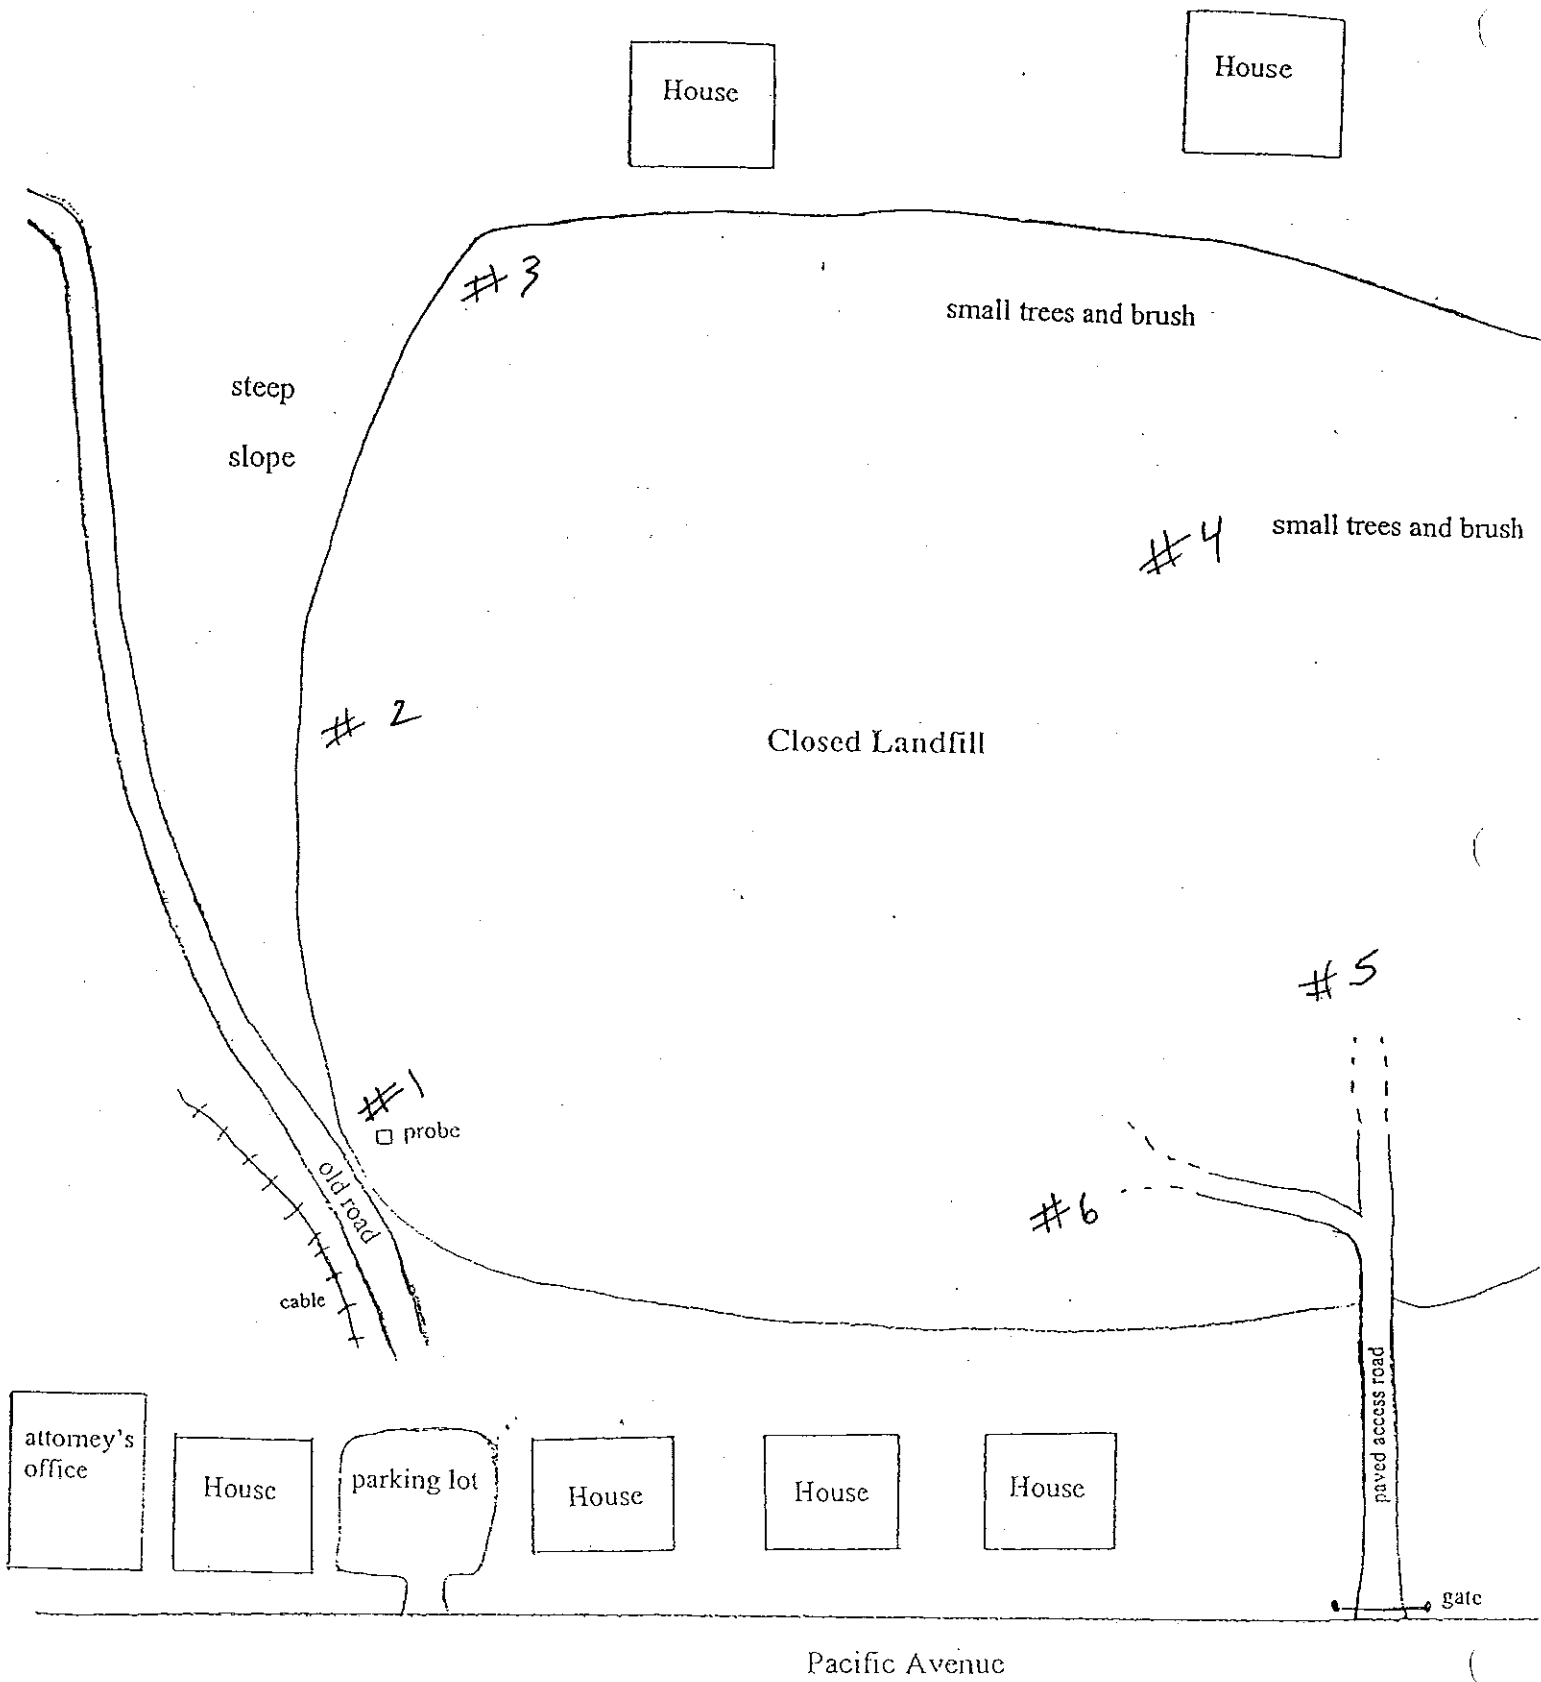 House
House
#3
small trees and brush
steep
slope
#4
small trees and brush
#2
Closed Landfill
#5
#1
probe
old road
#6
cable
paved access road
attorney's
office
House
parking lot
House
House
House
gate
Pacific Avenue